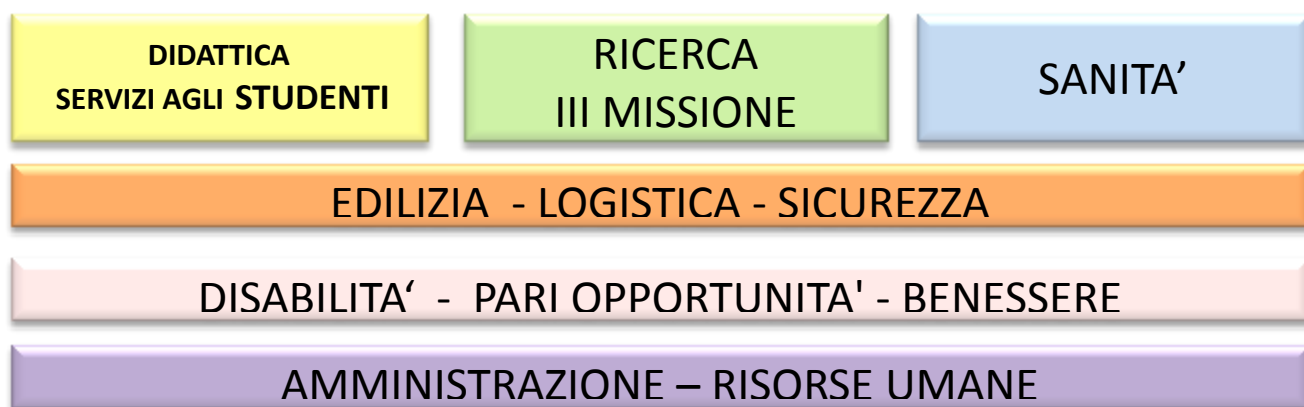 DIDATTICA
SERVIZI AGLI STUDENTI
RICERCA
III MISSIONE
SANITA’
EDILIZIA - LOGISTICA - SICUREZZA
DISABILITA‘ - PARI OPPORTUNITA' - BENESSERE
AMMINISTRAZIONE – RISORSE UMANE